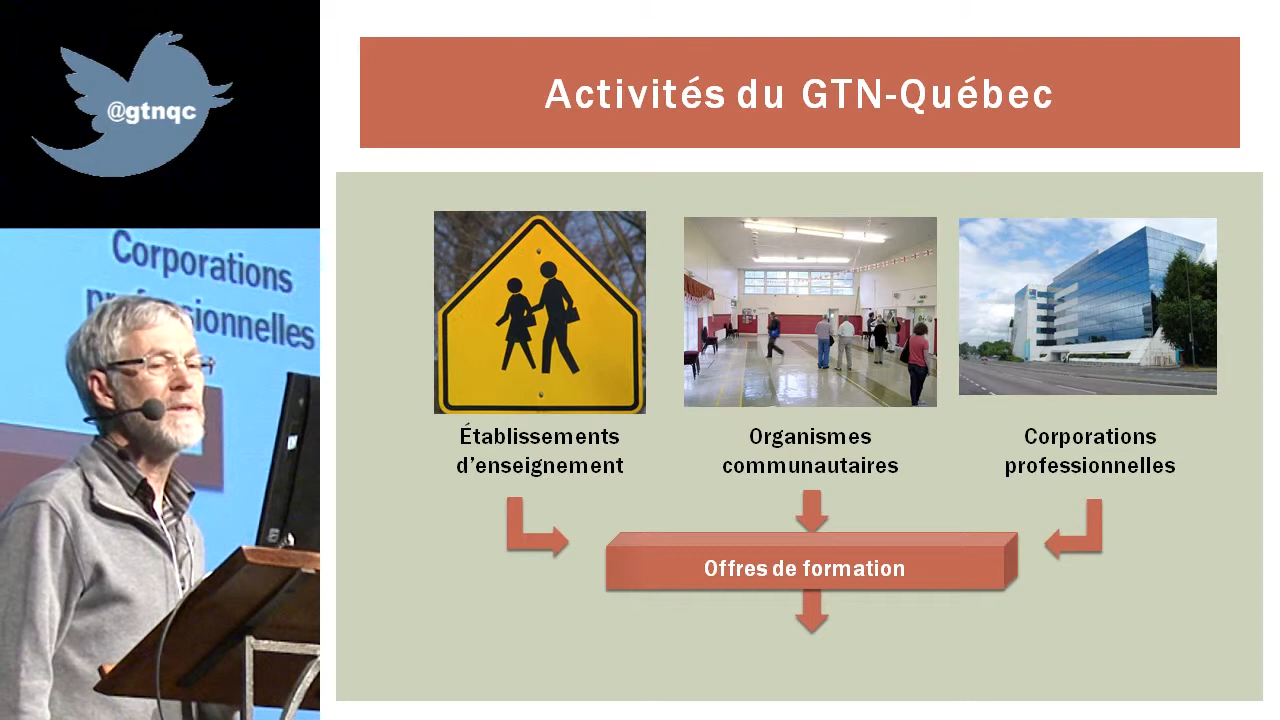 @gtnqc
Corporations
professionnelles
Activités du GTN-Québec
Établissements
d'enseignement
Organismes
communautaires
Corporations
professionnelles
Offres de formation